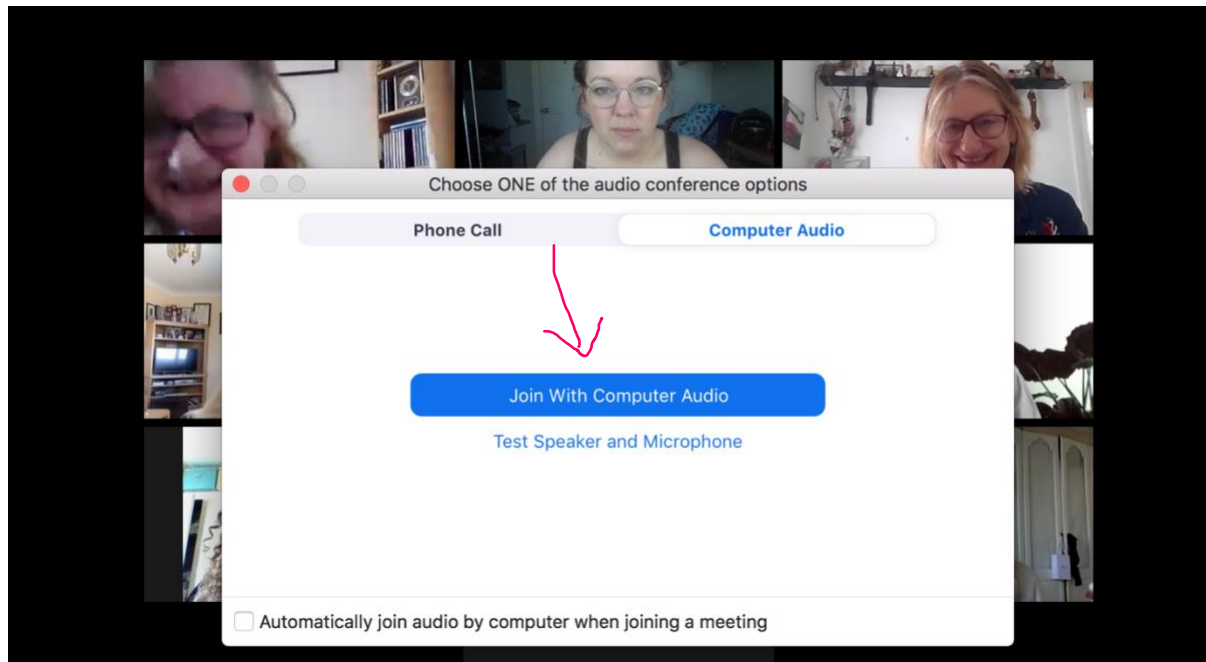 Choose ONE of the audio conference options
Phone Call
Computer Audio
Join With Computer Audio
Test Speaker and Microphone
Automatically join audio by computer when joining a meeting